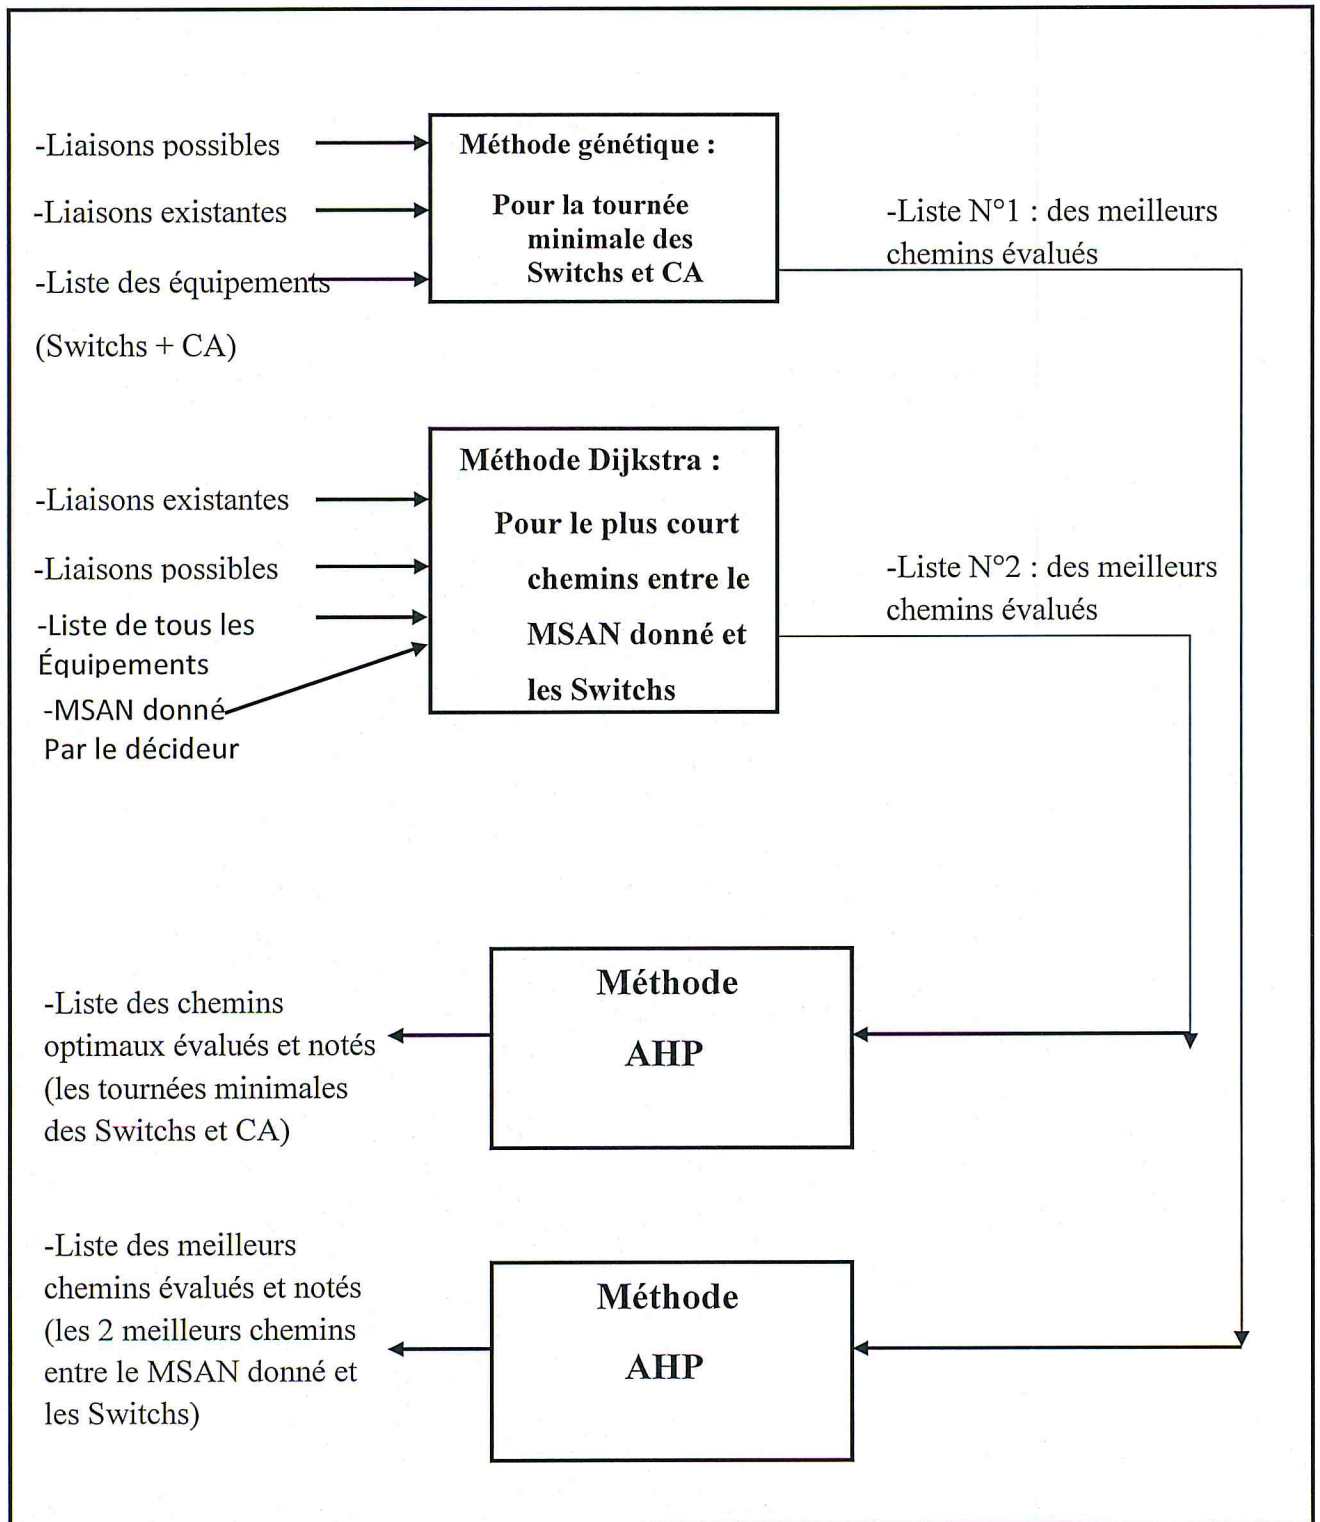 -Liaisons possibles
-Liaisons existantes
-Liste des équipements
(Switchs + CA)
Méthode génétique :
Pour la tournée
minimale des
Switchs et CA
-Liste N°1 : des meilleurs
chemins évalués
-Liaisons existantes
-Liaisons possibles
-Liste de tous les
Équipements
-MSAN donné
Par le décideur
Méthode Dijkstra :
Pour le plus court
chemins entre le
MSAN donné et
les Switchs
-Liste N°2 : des meilleurs
chemins évalués
-Liste des chemins
optimaux évalués et notés
(les tournées minimales
des Switchs et CA)
Méthode
AHP
-Liste des meilleurs
chemins évalués et notés
(les 2 meilleurs chemins
entre le MSAN donné et
les Switchs)
Méthode
AHP